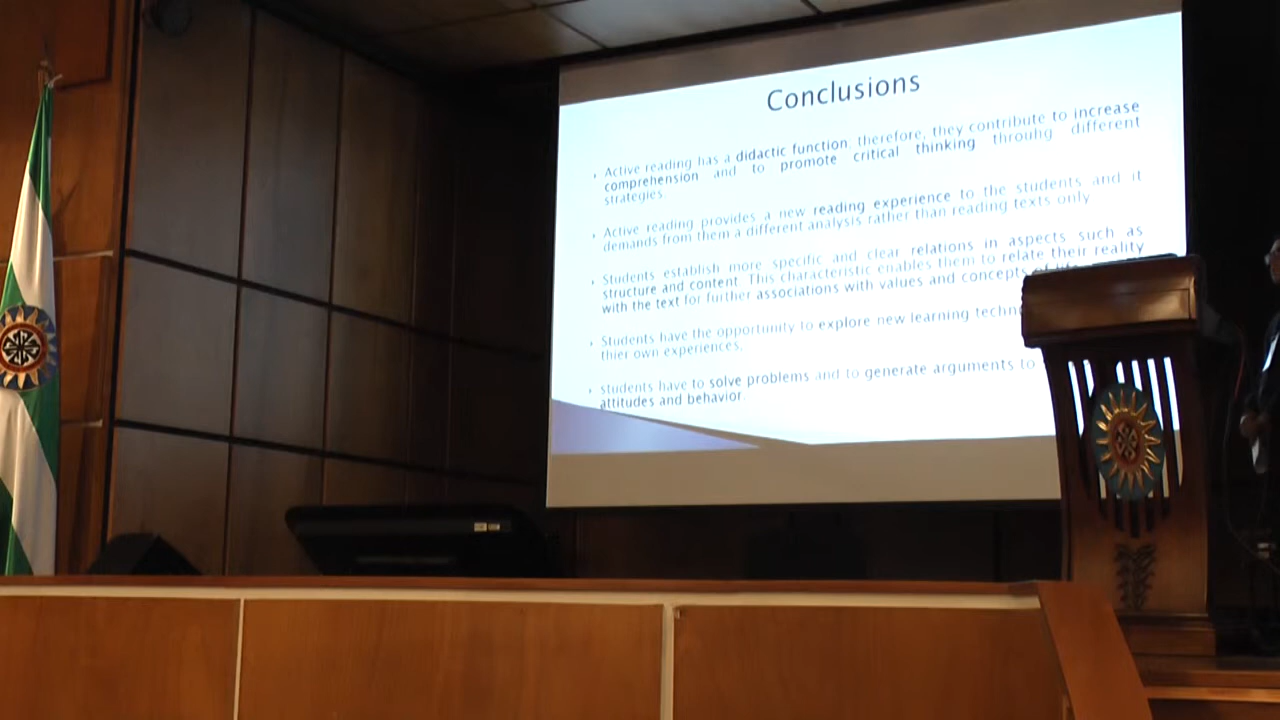 Conclusions
Active reading has a didactic function, therefore, they contribute to increase
comprehension and to promote critical thinking throuhg different
strategies.
Active reading provides a new reading experience to the students and it
demands from them a different analysis rather than reading texts only
Students establish more specific and clear relations in aspects such as
structure and content. This characteristic enables them to relate their reality
with the text for further associations with values and concepts of
Students have the opportunity to explore new learning
thier own experiences.
students have to solve problems and to generate arguments to
attitudes and behavior.